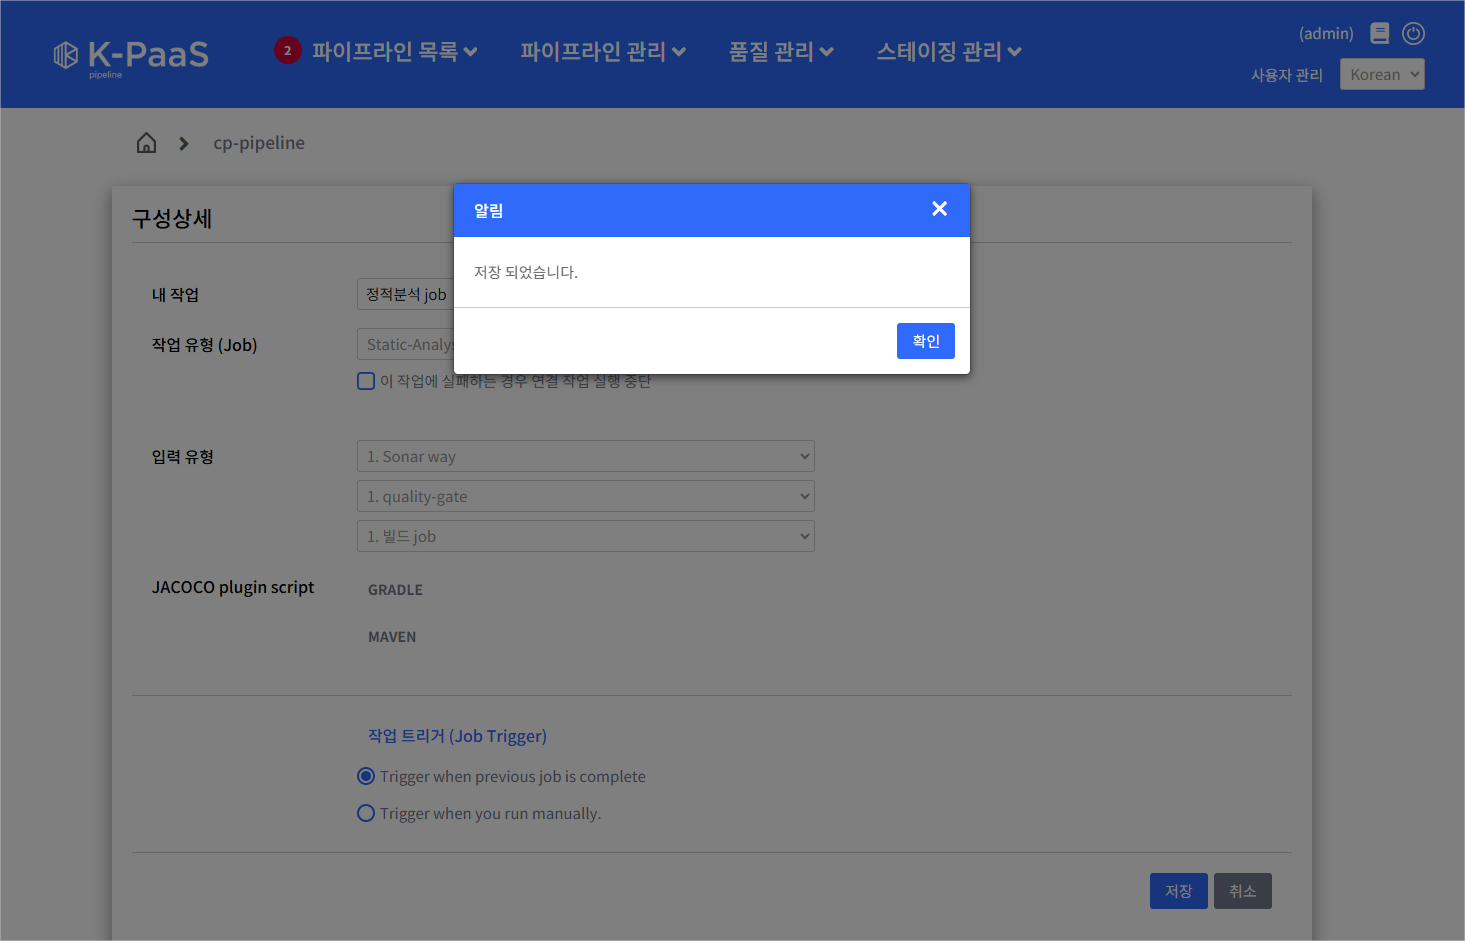 K-PaaS
pipeline
2 파이프라인 목록 파이프라인 관리 품질 관리 스테이징 관리
(admin)
사용자 관리 Korean
cp-pipeline
구성상세
알림
저장 되었습니다.
확인
내 작업 정적분석 job
작업 유형 (Job) Static-Analys
이 작업에 실패하는 경우 연결 작업 실행 중단
입력 유형 1. Sonar way
1. quality-gate
1. 빌드 job
JACOCO plugin script GRADLE
MAVEN
작업 트리거 (Job Trigger)
Trigger when previous job is complete
Trigger when you run manually.
저장 취소